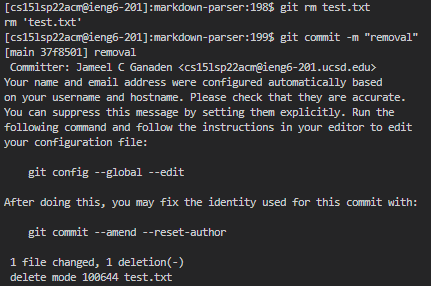 [cs15lsp22acm@ieng6-201]:markdown-parser:198$ git rm test.txt
rm 'test.txt'
[cs15lsp22acm@ieng6-201]:markdown-parser:199$ git commit -m "removal"
[main 37f8501] removal
 Committer: Jameel C Ganaden <cs15lsp22acm@ieng6-201.ucsd.edu>
Your name and email address were configured automatically based
on your username and hostname. Please check that they are accurate.
You can suppress this message by setting them explicitly. Run the
following command and follow the instructions in your editor to edit
your configuration file:

    git config --global --edit

After doing this, you may fix the identity used for this commit with:

    git commit --amend --reset-author

 1 file changed, 1 deletion(-)
 delete mode 100644 test.txt